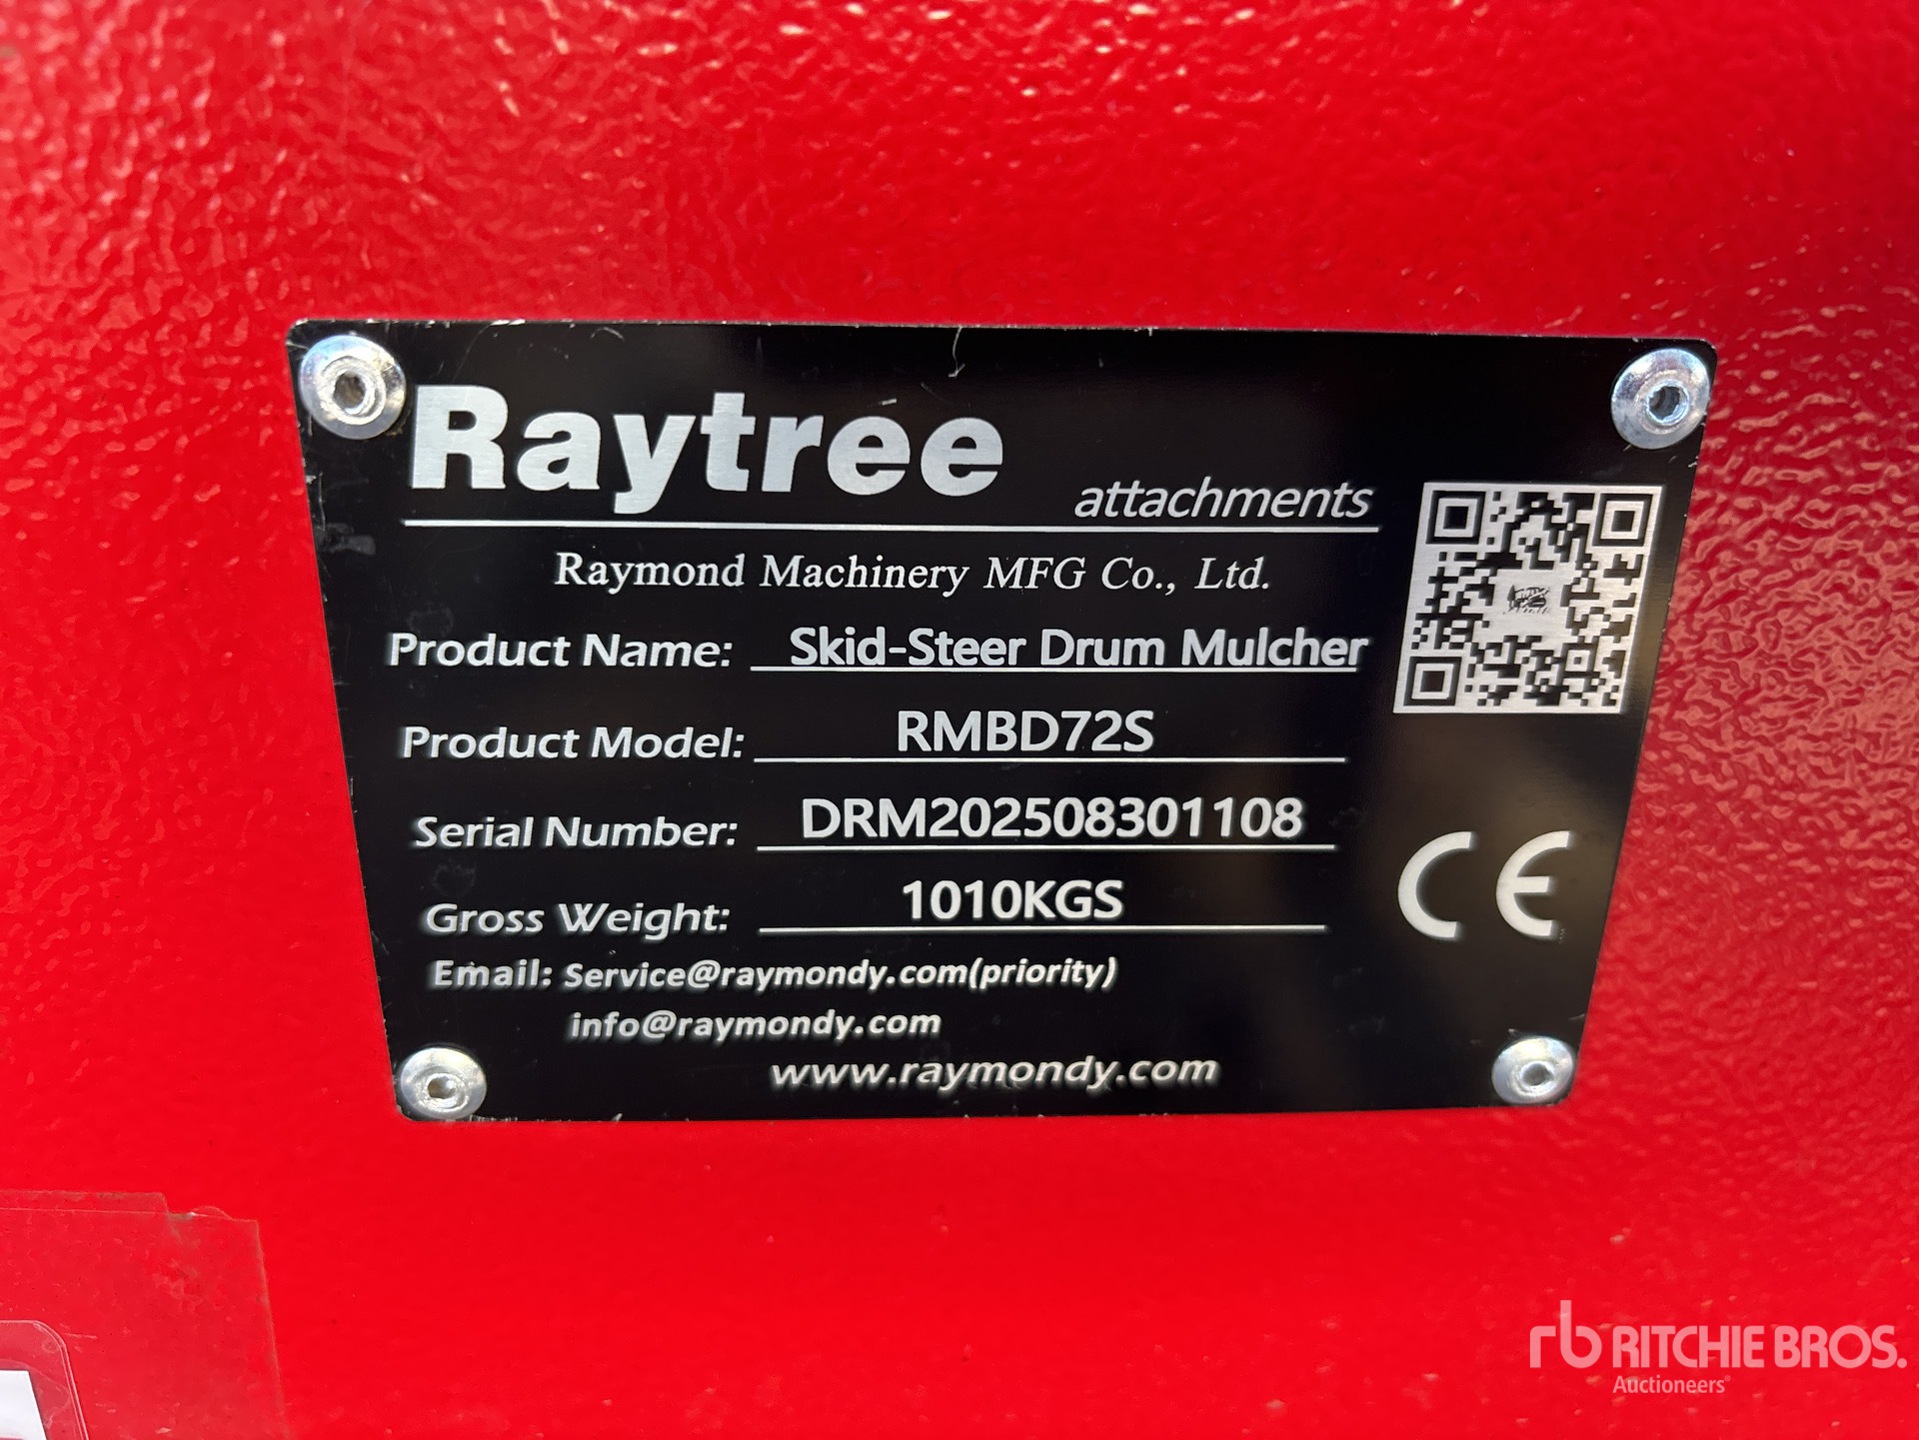 Raytree
attachments
Raymond Machinery MFG Co., Ltd.
Product Name: Skid-Steer Drum Mulcher
Product Model: RMBD72S
Serial Number: DRM202508301108
Gross Weight: 1010KGS
CE
Email: Service@raymondy.com(priority)
info@raymondy.com
www.raymondy.com
rb RITCHIE BROS.
Auctioneers